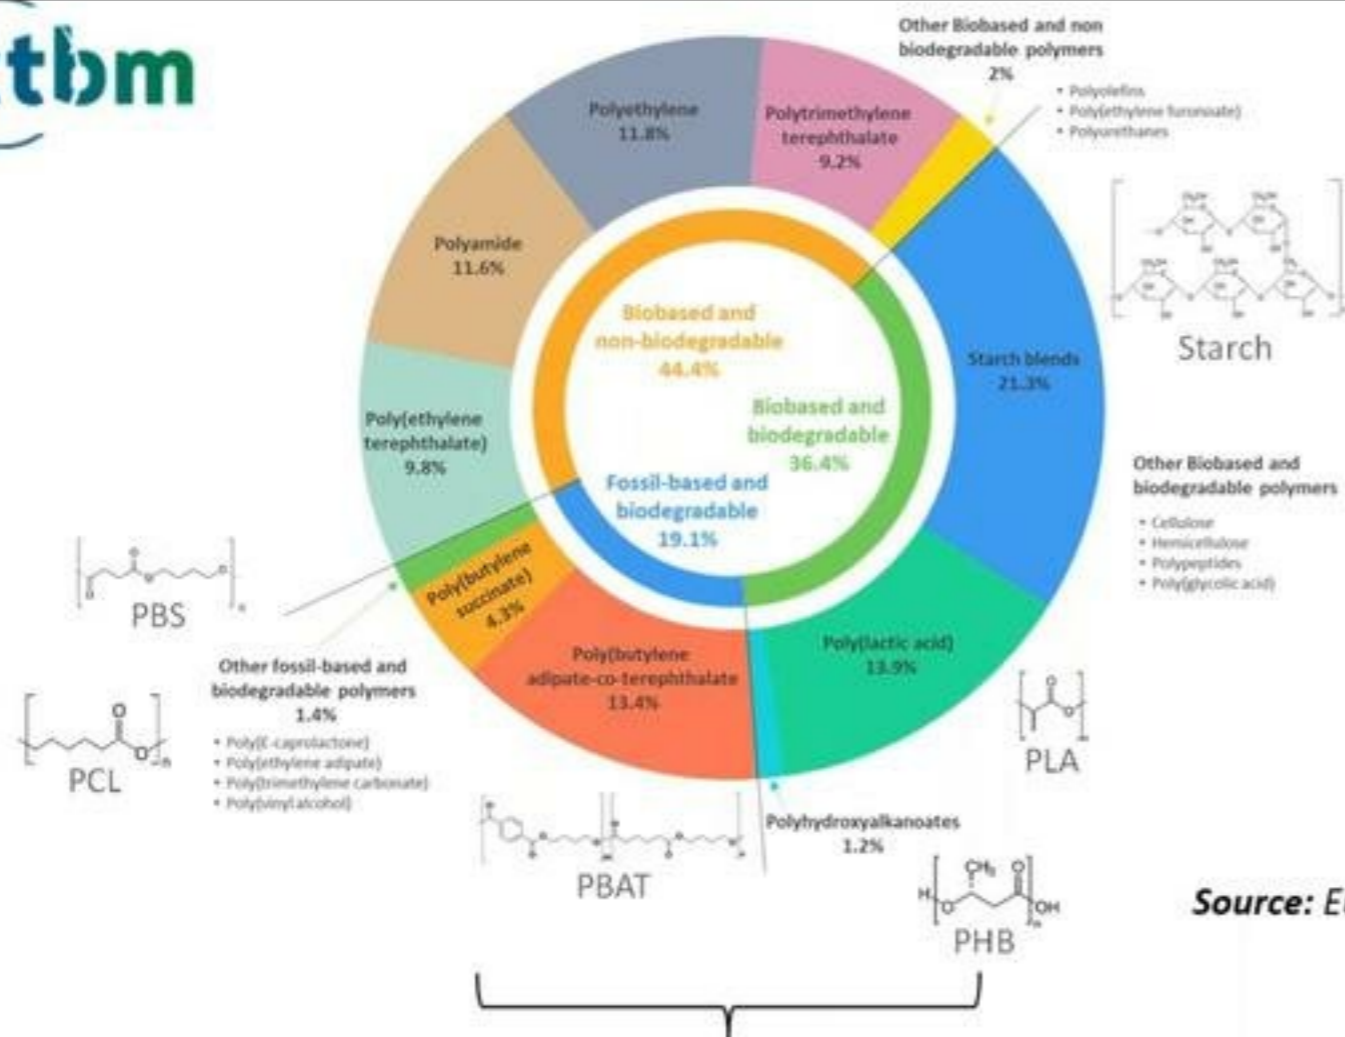 tbm
Other Biobased and non
biodegradable polymers
2%
• Polyolefins
• Poly(ethylene furonoate)
• Polyurethanes
Polyethylene
11.8%
Polytrimethylene
terephthalate
9.2%
Polyamide
11.6%
Biobased and
non-biodegradable
44.4%
Starch blends
21.3%
Starch
Biobased and
biodegradable
36.4%
Poly(ethylene
terephthalate)
9.8%
Fossil-based and
biodegradable
19.1%
Other Biobased and
biodegradable polymers
• Cellulose
• Hemicellulose
• Polypeptides
• Poly(glycolic acid)
Poly(butylene
succinate)
4.3%
PBS
Poly(butylene
adipate-co-terephthalate
13.4%
Poly(lactic acid)
13.9%
Other fossil-based and
biodegradable polymers
1.4%
• Poly(Ɛ-caprolactone)
• Poly(ethylene adipate)
• Poly(trimethylene carbonate)
• Poly(vinyl alcohol)
O
O
n
PCL
PLA
Polyhydroxyalkanoates
1.2%
PBAT
CH₃ O
H O OH
n
PHB
Source: